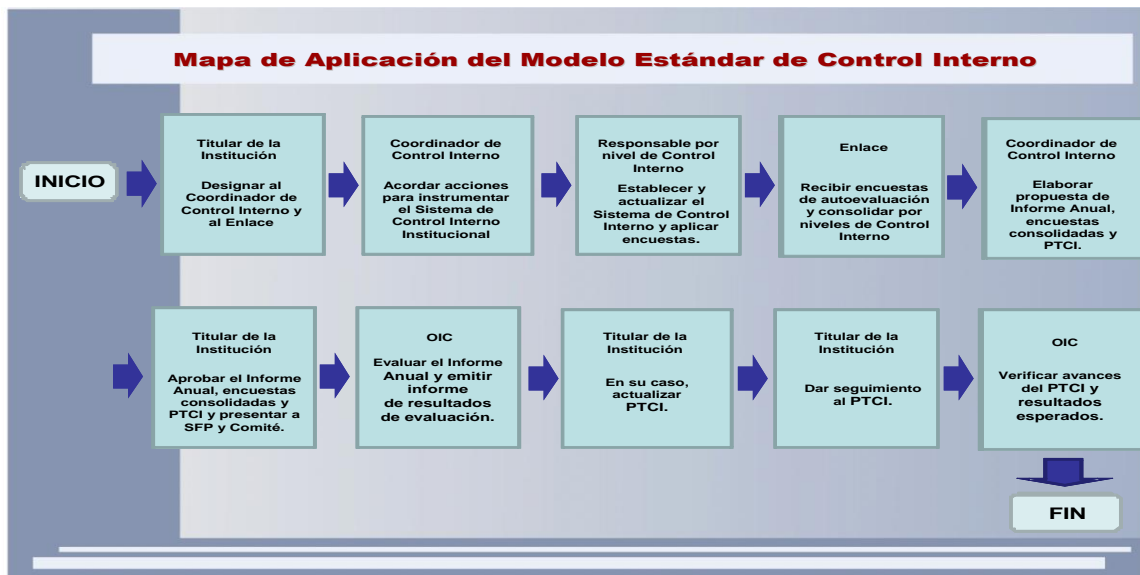 Mapa de Aplicación del Modelo Estándar de Control Interno
INICIO
Titular de la
Institución
Designar al
Coordinador de
Control Interno y
al Enlace
Coordinador de
Control Interno
Acordar acciones
para instrumentar
el Sistema de
Control Interno
Institucional
Responsable por
nivel de Control
Interno
Establecer y
actualizar el
Sistema de Control
Interno y aplicar
encuestas.
Enlace
Recibir encuestas
de autoevaluación
y consolidar por
niveles de Control
Interno
Coordinador de
Control Interno
Elaborar
propuesta de
Informe Anual,
encuestas
consolidadas y
PTCI.
Titular de la
Institución
Aprobar el Informe
Anual, encuestas
consolidadas y
PTCI y presentar a
SFP y Comité.
OIC
Evaluar el Informe
Anual y emitir
informe
de resultados
de evaluación.
Titular de la
Institución
En su caso,
actualizar
PTCI.
Titular de la
Institución
Dar seguimiento
al PTCI.
OIC
Verificar avances
del PTCI y
resultados
esperados.
FIN